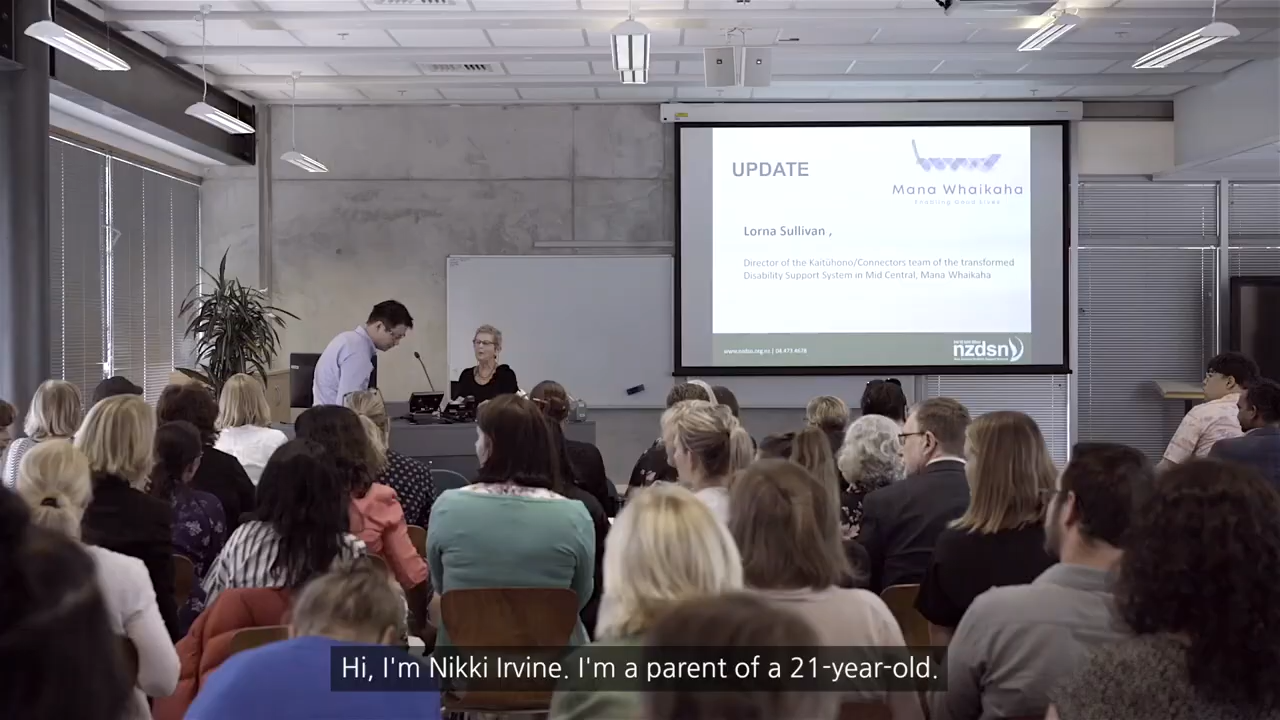 UPDATE
Mana Whaikaha
Enabling Good Lives
Lorna Sullivan ,
Director of the Kaitūhono/Connectors team of the transformed
Disability Support System in Mid Central, Mana Whaikaha
nzdsn
Hi, I'm Nikki Irvine. I'm a parent of a 21-year-old.